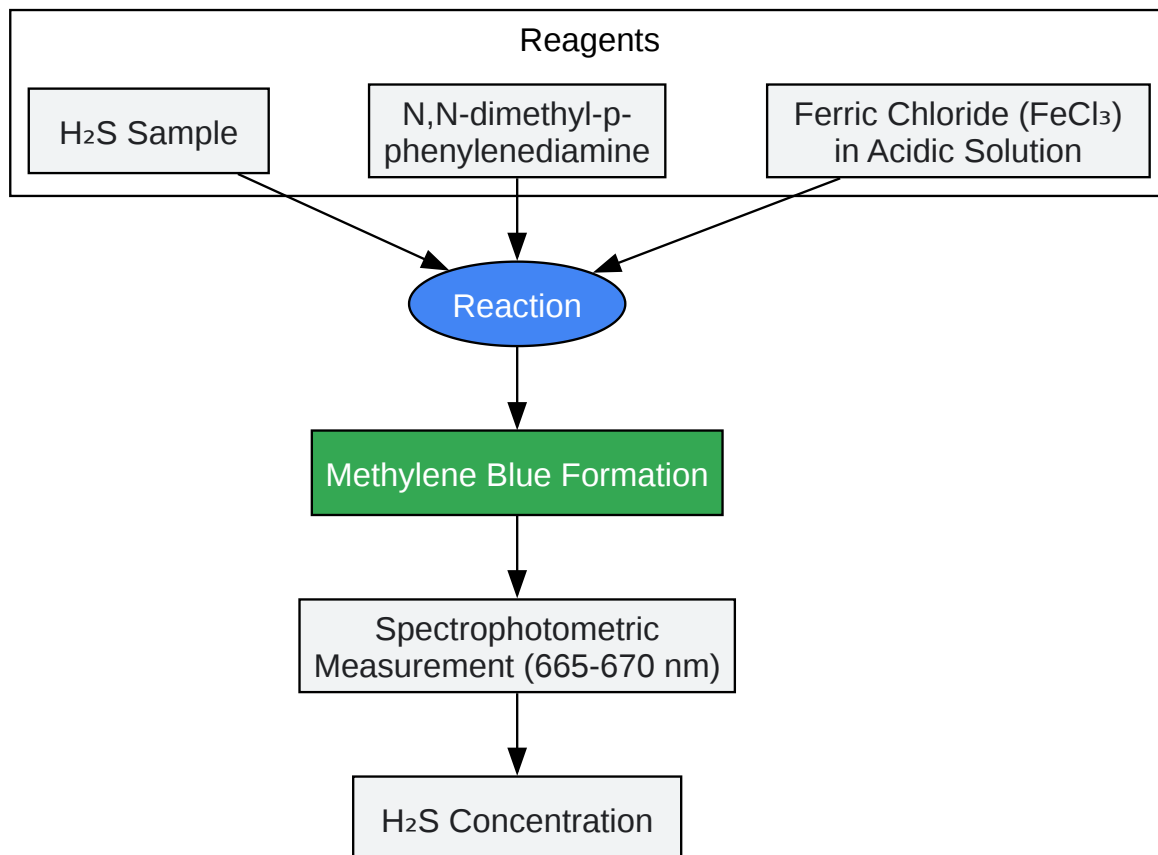 Reagents
H₂S Sample
N,N-dimethyl-p-
phenylenediamine
Ferric Chloride (FeCl₃)
in Acidic Solution
Reaction
Methylene Blue Formation
Spectrophotometric
Measurement (665-670 nm)
H₂S Concentration